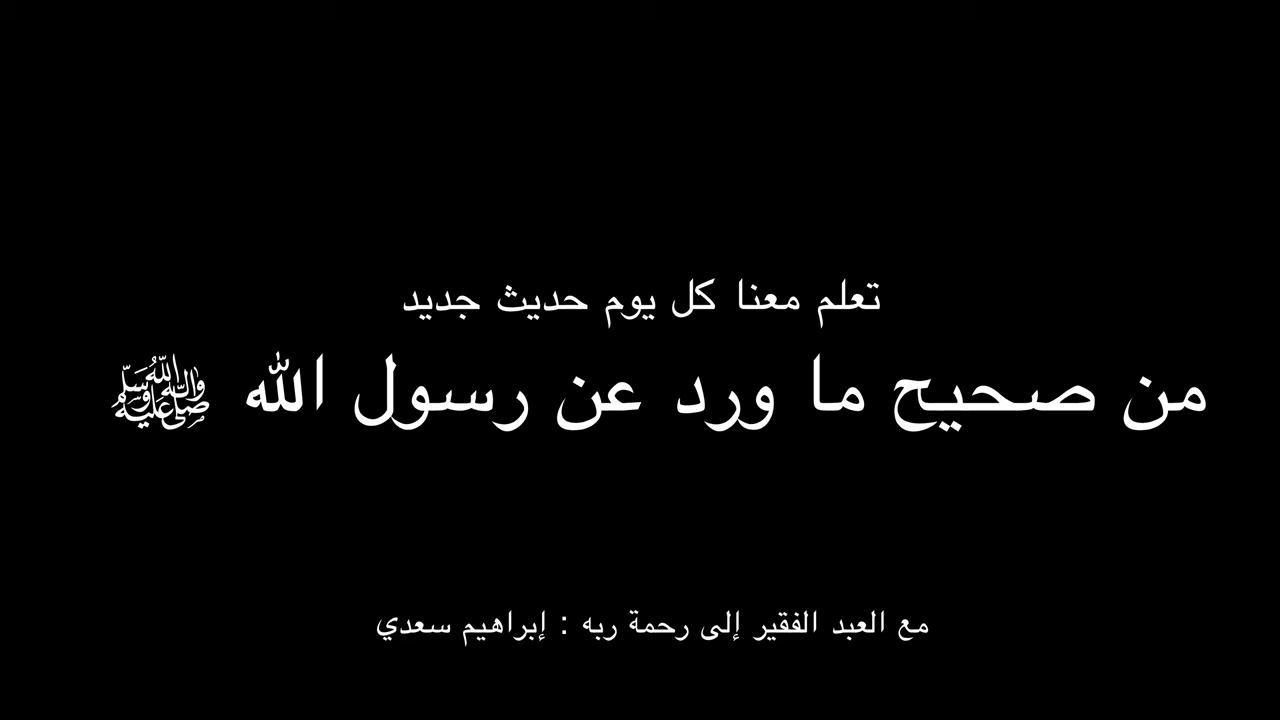 تعلم معنا كل يوم حديث جديد
من صحيح ما ورد عن رسول الله ﷺ
مع العبد الفقير إلى رحمة ربه : إبراهيم سعدي